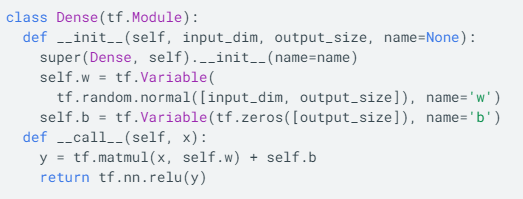 class Dense(tf.Module):
  def __init__(self, input_dim, output_size, name=None):
    super(Dense, self).__init__(name=name)
    self.w = tf.Variable(
      tf.random.normal([input_dim, output_size]), name='w')
    self.b = tf.Variable(tf.zeros([output_size]), name='b')
  def __call__(self, x):
    y = tf.matmul(x, self.w) + self.b
    return tf.nn.relu(y)